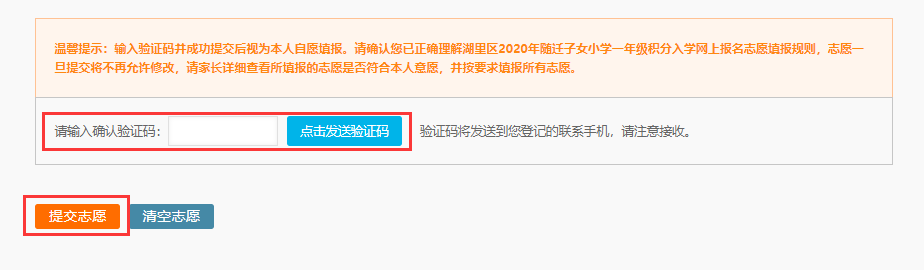 温馨提示：输入验证码并成功提交后视为本人自愿填报。请确认您已正确理解湖里区2020年随迁子女小学一年级积分入学网上报名志愿填报规则，志愿一
旦提交将不再允许修改，请家长详细查看所填报的志愿是否符合本人意愿，并按要求填报所有志愿。
请输入确认验证码： 点击发送验证码 验证码将发送到您登记的联系手机，请注意接收。
提交志愿 清空志愿